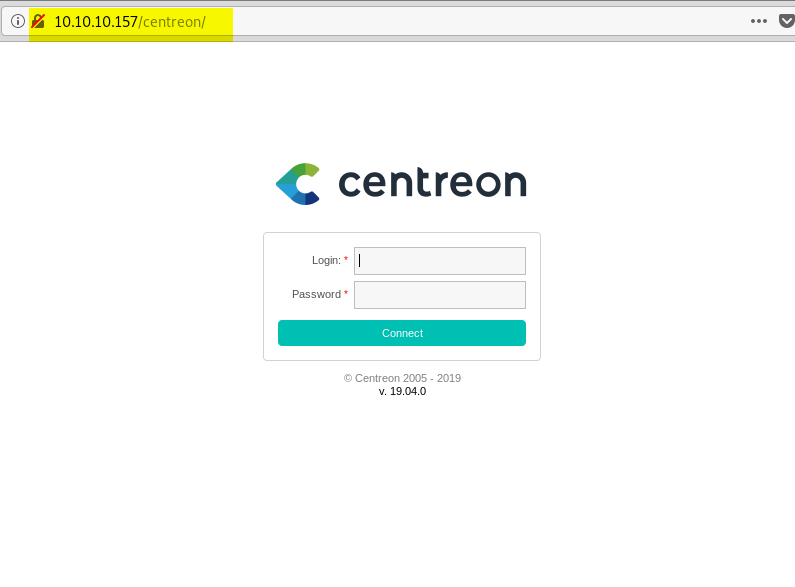 10.10.10.157/centreon/
centreon
Login: *
Password *
Connect
© Centreon 2005 - 2019
v. 19.04.0